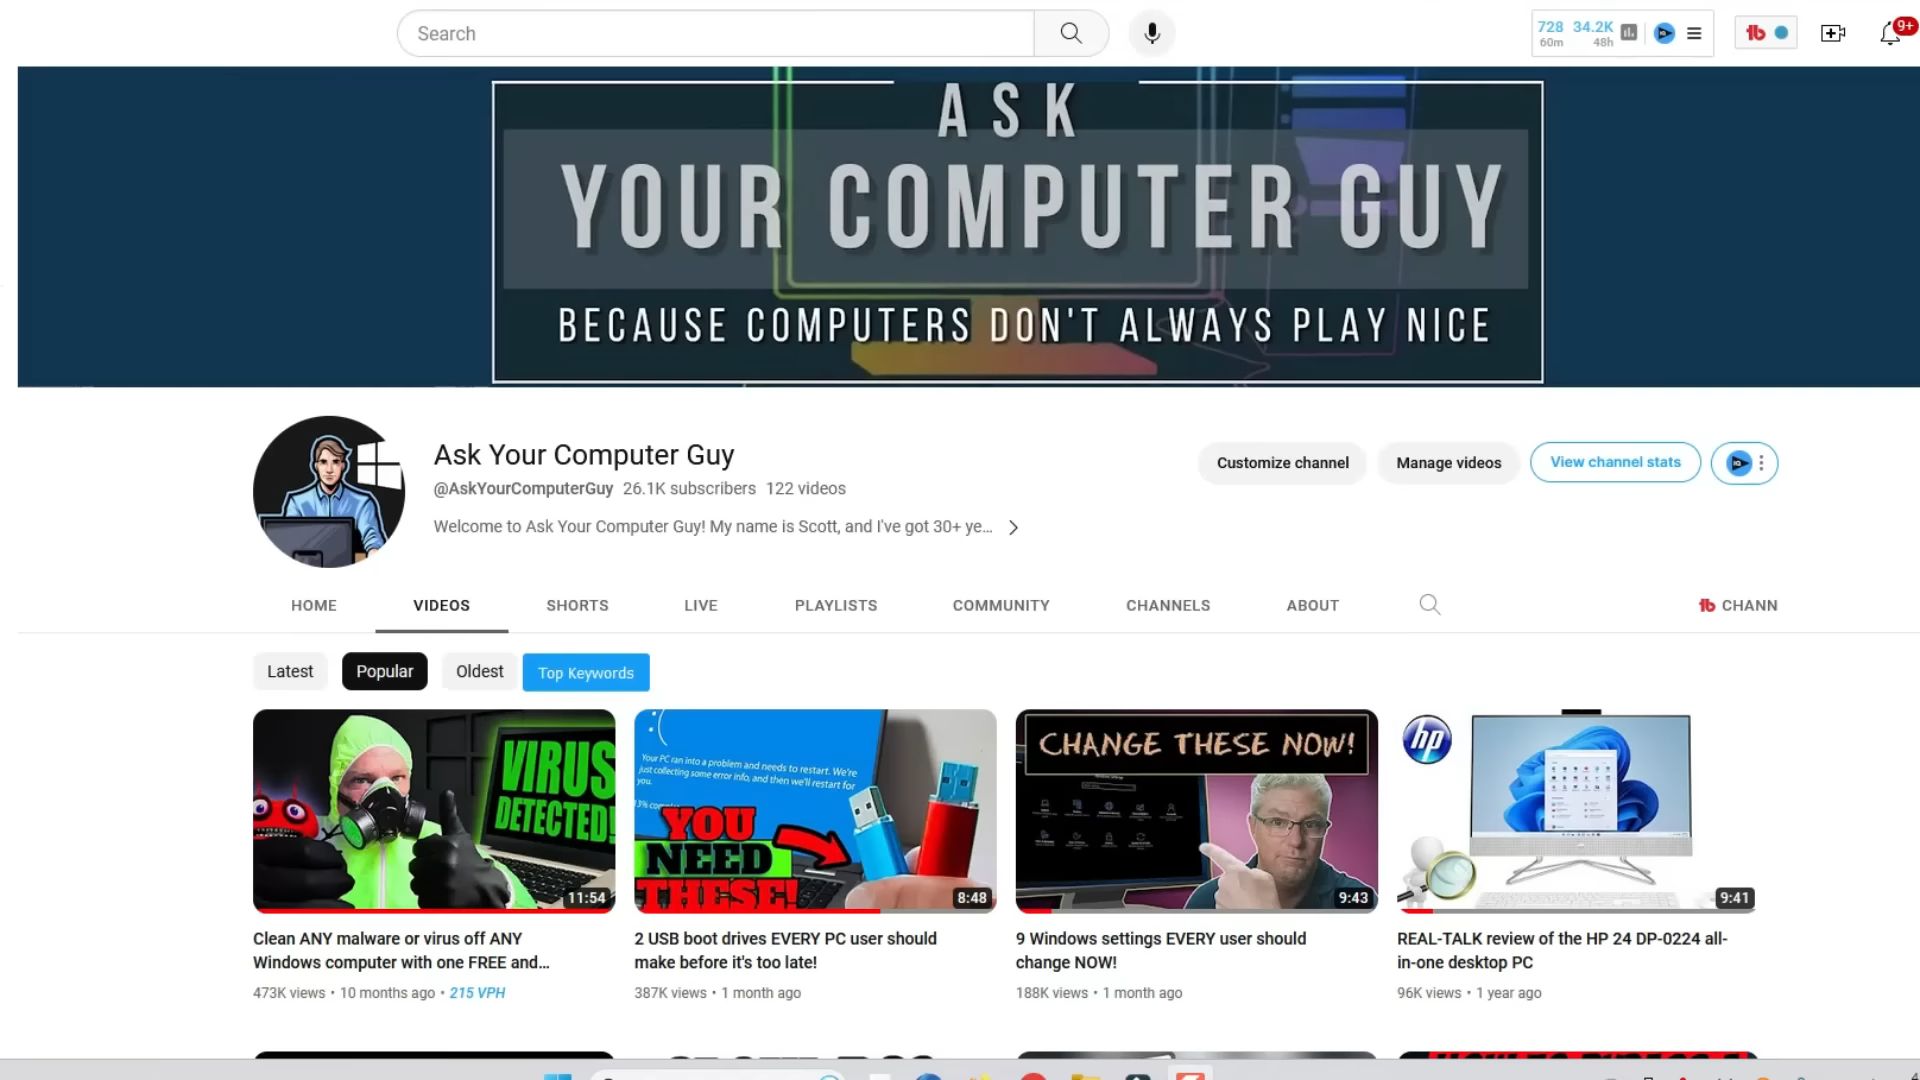 Search
728 34.2K
60m 48h
9+
ASK
YOUR COMPUTER GUY
BECAUSE COMPUTERS DON'T ALWAYS PLAY NICE
Ask Your Computer Guy
@AskYourComputerGuy 26.1K subscribers 122 videos
Welcome to Ask Your Computer Guy! My name is Scott, and I've got 30+ ye...
Customize channel
Manage videos
View channel stats
HOME VIDEOS SHORTS LIVE PLAYLISTS COMMUNITY CHANNELS ABOUT CHANN
Latest Popular Oldest Top Keywords
VIRUS
DETECTED!
11:54
Your PC ran into a problem and needs to restart. We're
just collecting some error info, and then we'll restart for
you.
YOU
NEED
THESE!
8:48
CHANGE THESE NOW!
9:43
hp
9:41
Clean ANY malware or virus off ANY
Windows computer with one FREE and...
473K views • 10 months ago • 215 VPH
2 USB boot drives EVERY PC user should
make before it's too late!
387K views • 1 month ago
9 Windows settings EVERY user should
change NOW!
188K views • 1 month ago
REAL-TALK review of the HP 24 DP-0224 all-
in-one desktop PC
96K views • 1 year ago